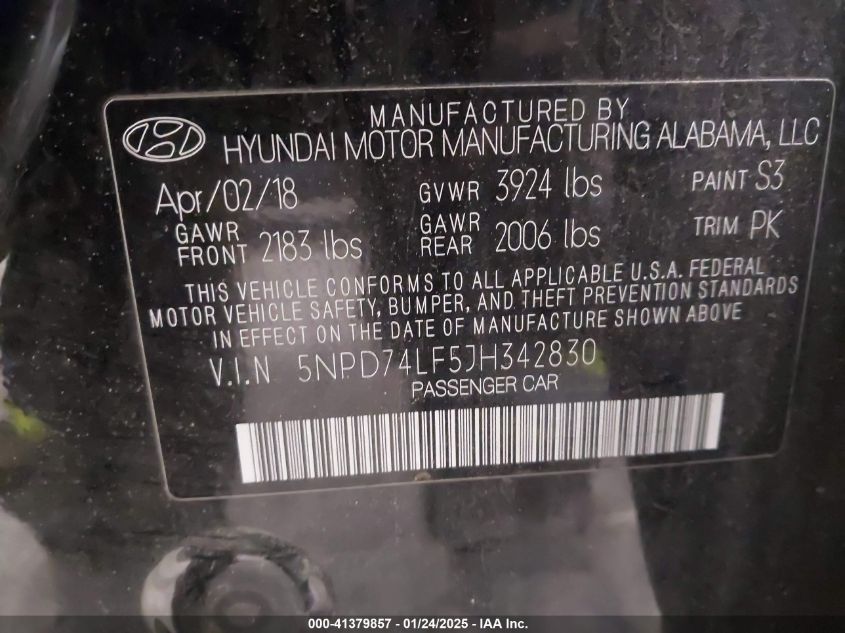 MANUFACTURED BY
HYUNDAI MOTOR MANUFACTURING ALABAMA, LLC
Apr/02/18 GVWR 3924 lbs PAINT S3
GAWR FRONT 2183 lbs GAWR REAR 2006 lbs TRIM PK
THIS VEHICLE CONFORMS TO ALL APPLICABLE U.S.A. FEDERAL
MOTOR VEHICLE SAFETY, BUMPER, AND THEFT PREVENTION STANDARDS
IN EFFECT ON THE DATE OF MANUFACTURE SHOWN ABOVE
V.I.N 5NPD74LF5JH342830
PASSENGER CAR
000-41379857 - 01/24/2025 - IAA Inc.